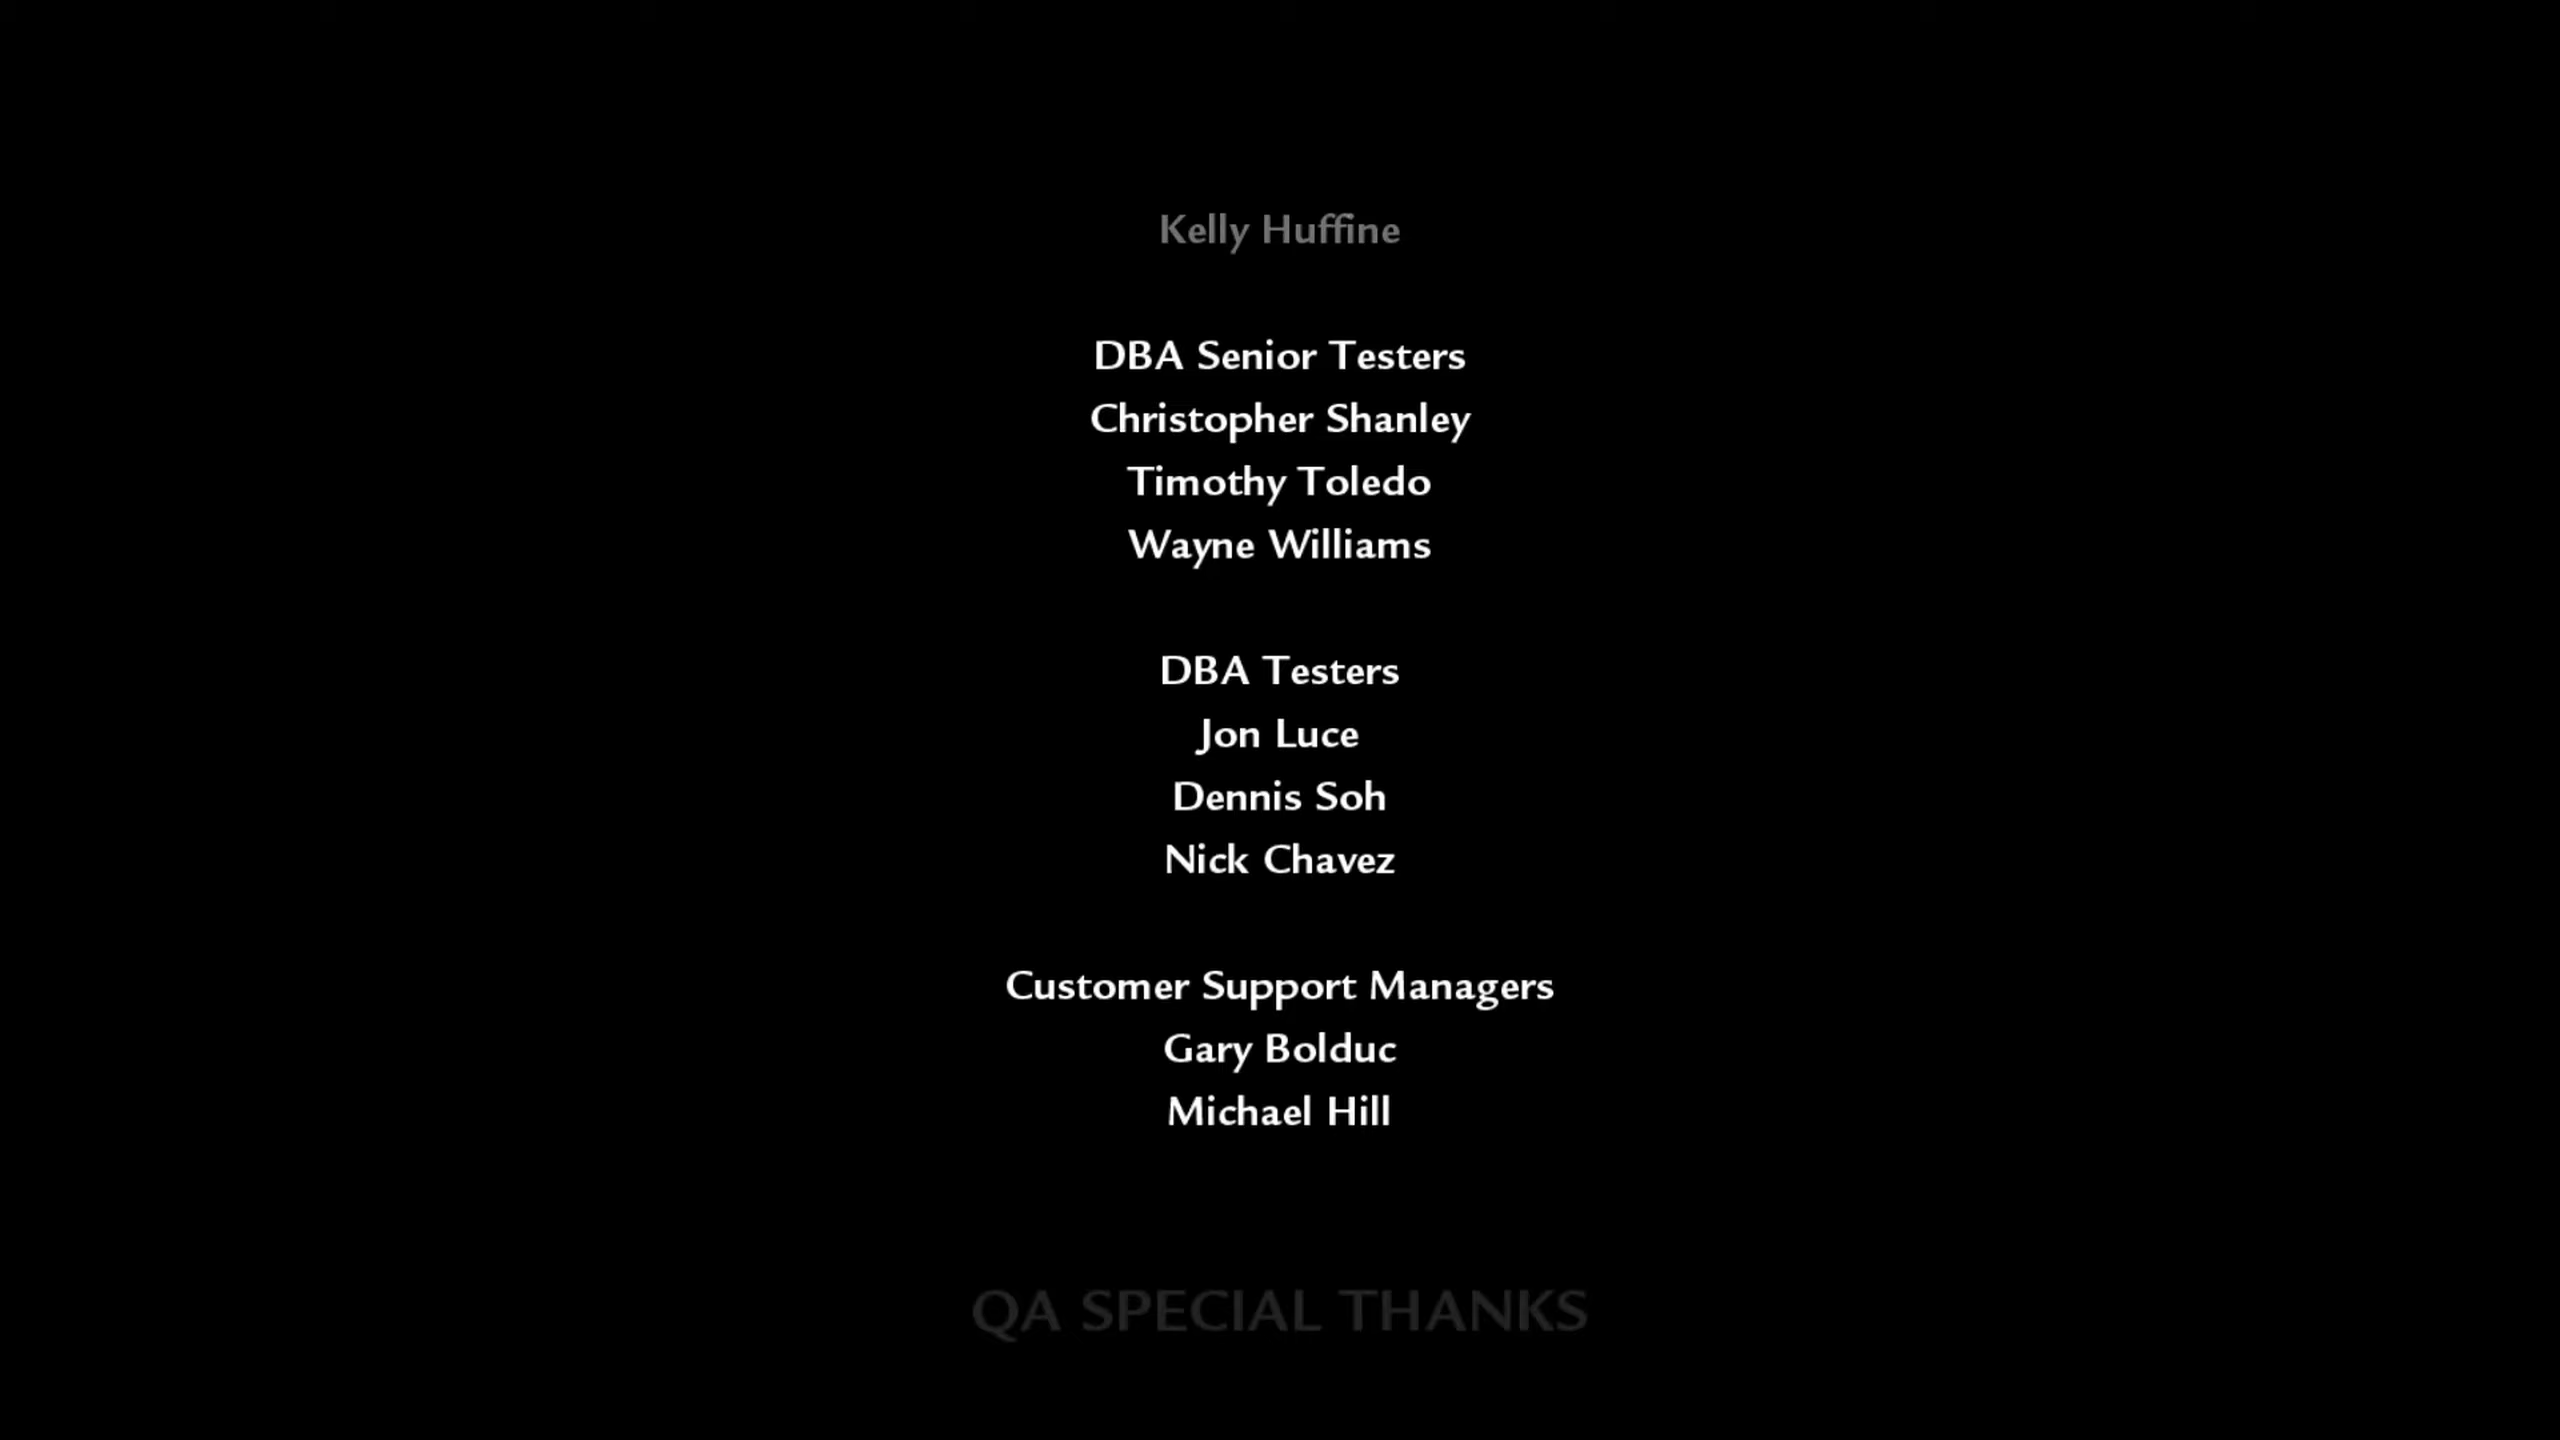 Kelly Huffine
DBA Senior Testers
Christopher Shanley
Timothy Toledo
Wayne Williams
DBA Testers
Jon Luce
Dennis Soh
Nick Chavez
Customer Support Managers
Gary Bolduc
Michael Hill
QA SPECIAL THANKS